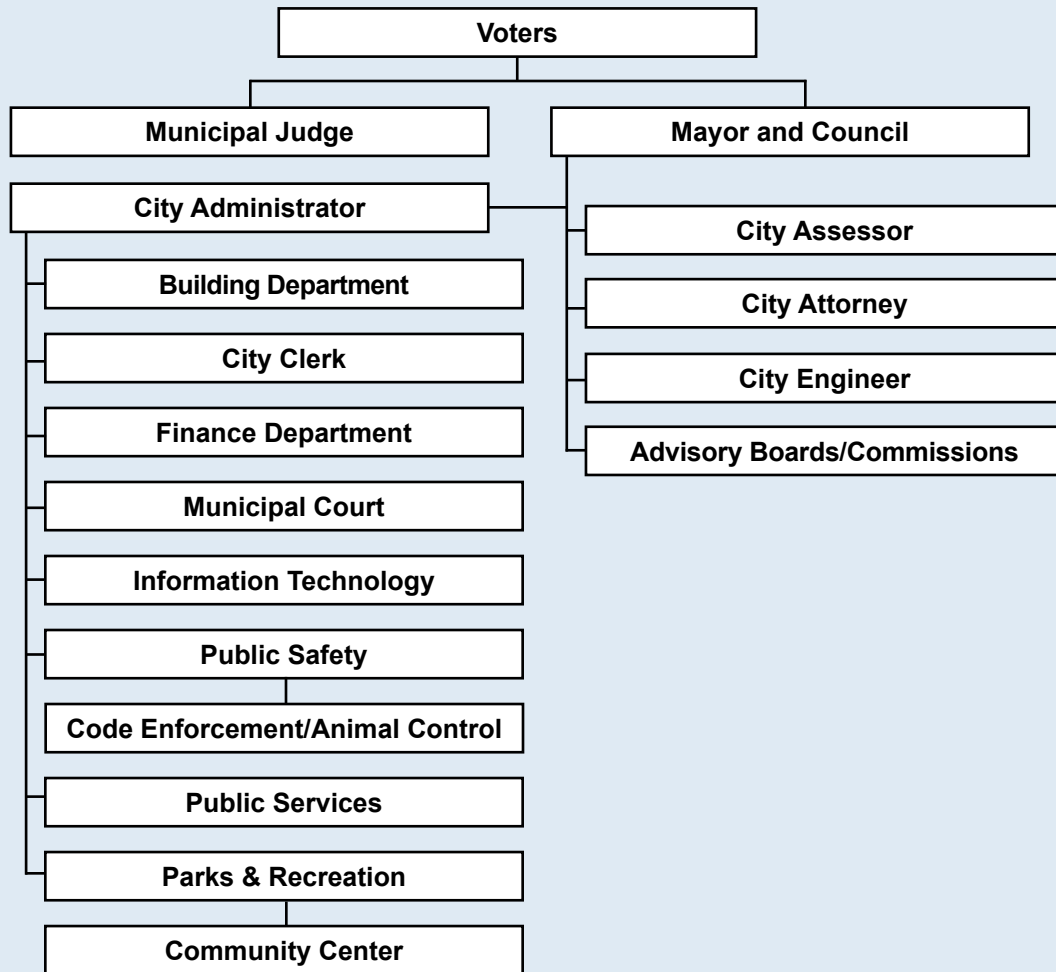 Voters
Municipal Judge
Mayor and Council
City Administrator
City Assessor
Building Department
City Attorney
City Clerk
City Engineer
Finance Department
Advisory Boards/Commissions
Municipal Court
Information Technology
Public Safety
Code Enforcement/Animal Control
Public Services
Parks & Recreation
Community Center